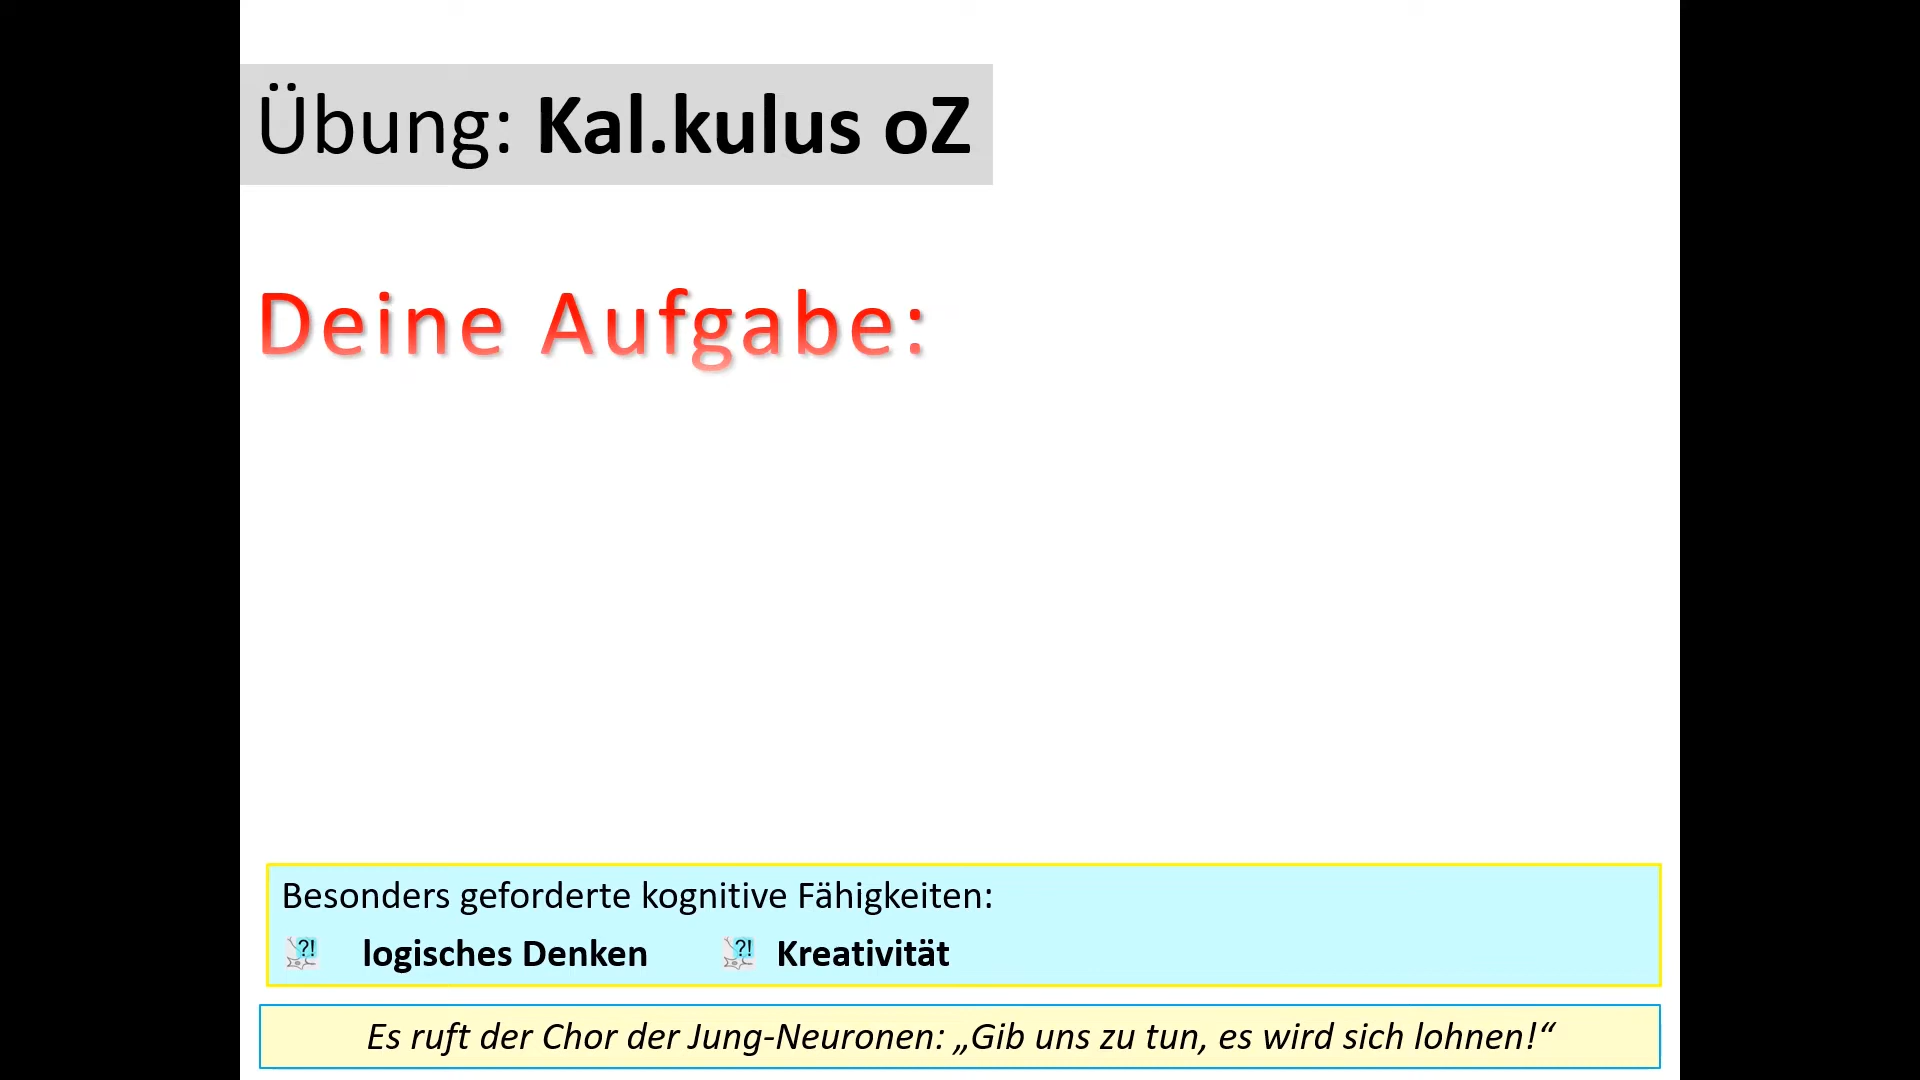 Übung: Kal.kulus oZ
Deine Aufgabe:
Besonders geforderte kognitive Fähigkeiten:
?! logisches Denken ?! Kreativität
Es ruft der Chor der Jung-Neuronen: „Gib uns zu tun, es wird sich lohnen!“